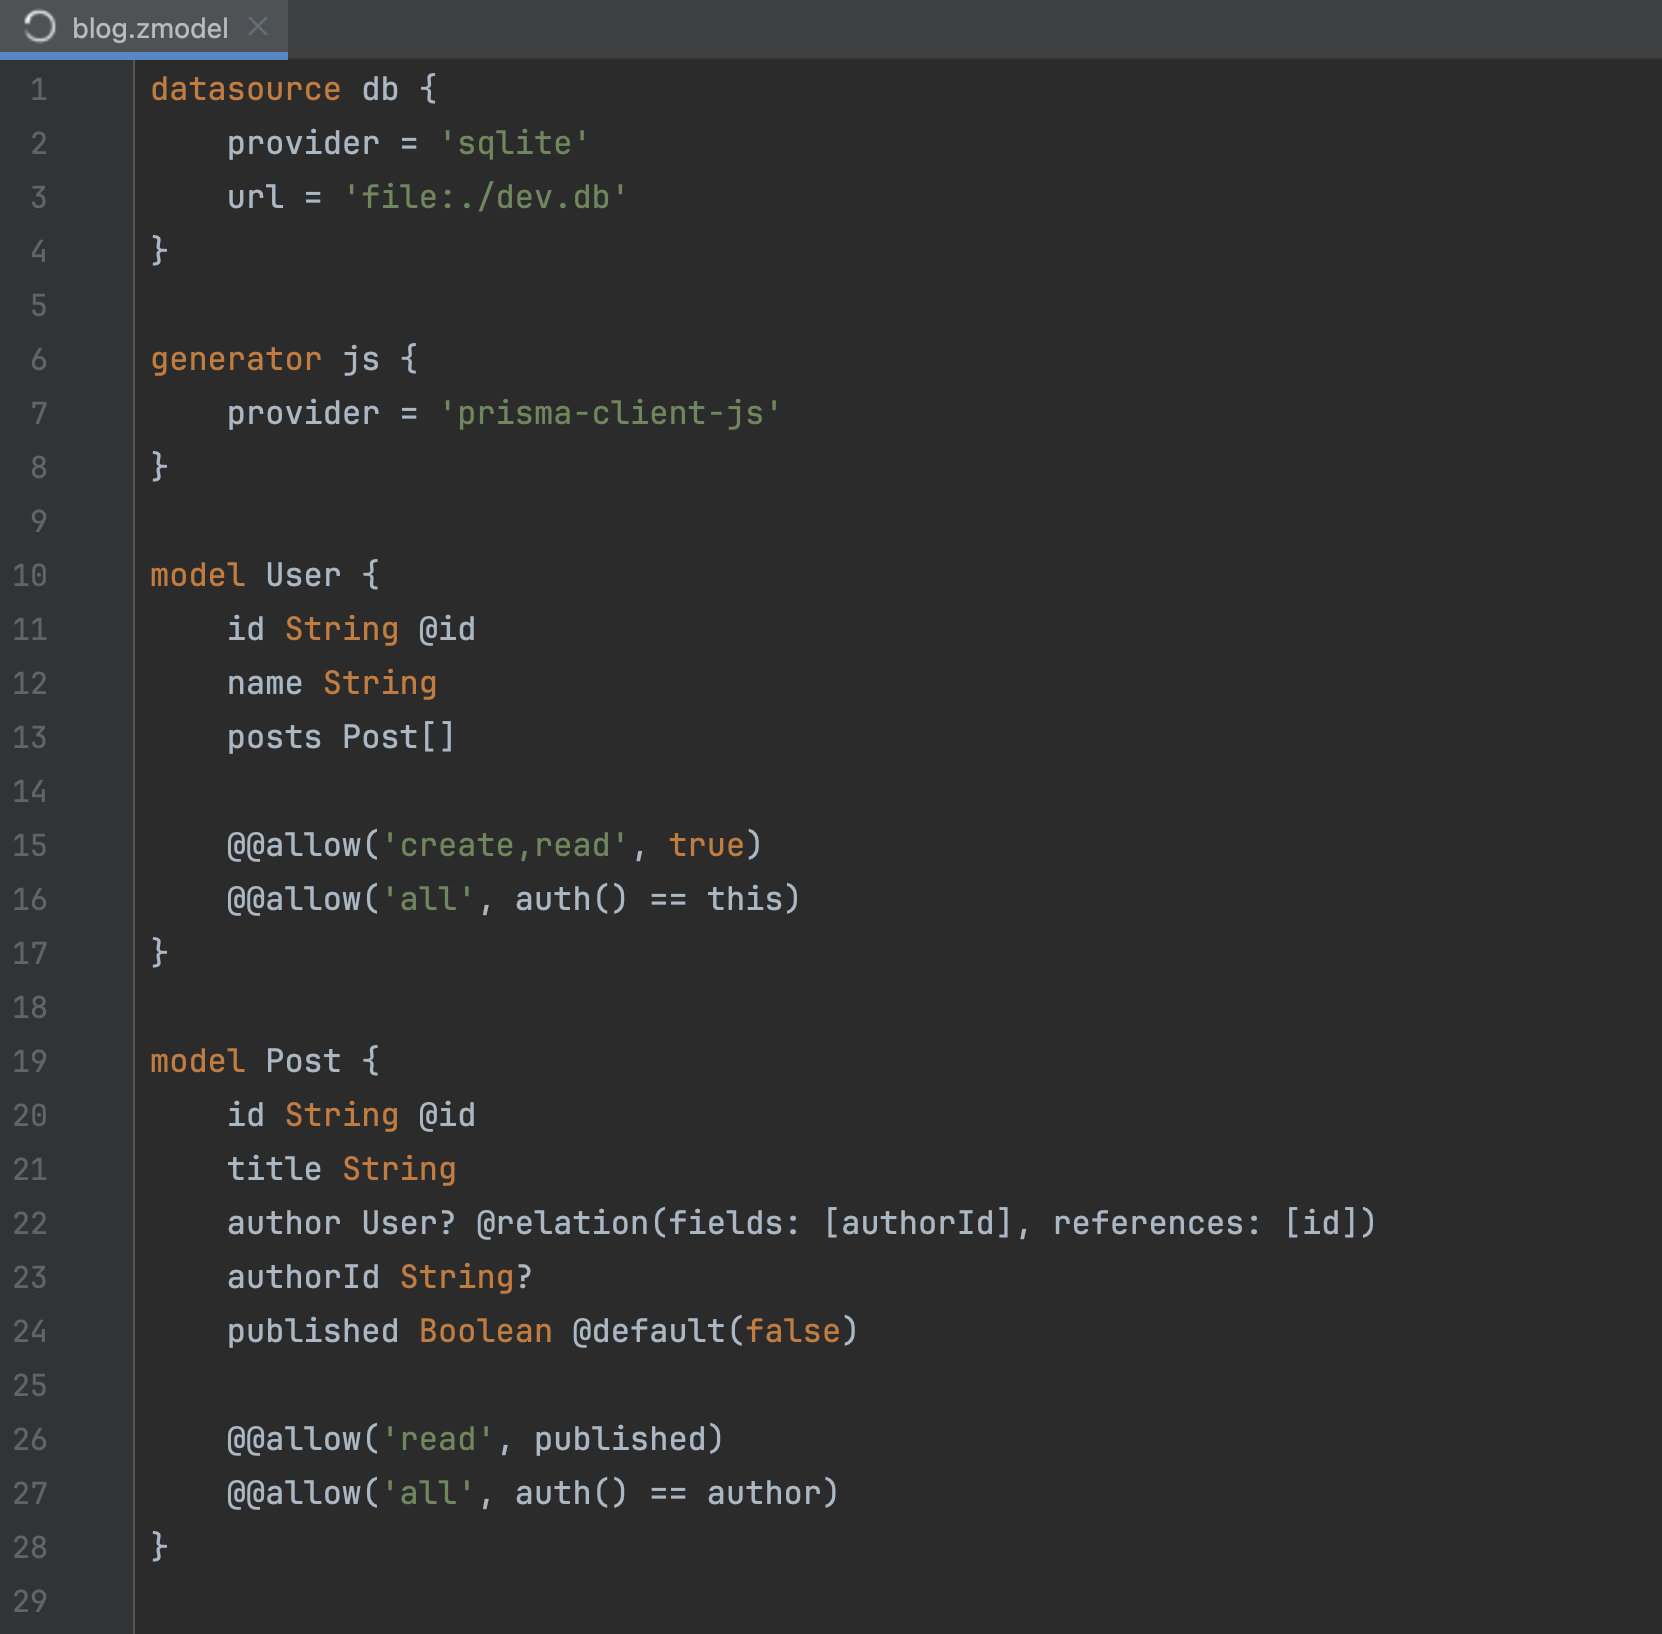 blog.zmodel
1 datasource db {
2     provider = 'sqlite'
3     url = 'file:./dev.db'
4 }
5
6 generator js {
7     provider = 'prisma-client-js'
8 }
9
10 model User {
11     id String @id
12     name String
13     posts Post[]
14
15     @@allow('create,read', true)
16     @@allow('all', auth() == this)
17 }
18
19 model Post {
20     id String @id
21     title String
22     author User? @relation(fields: [authorId], references: [id])
23     authorId String?
24     published Boolean @default(false)
25
26     @@allow('read', published)
27     @@allow('all', auth() == author)
28 }
29